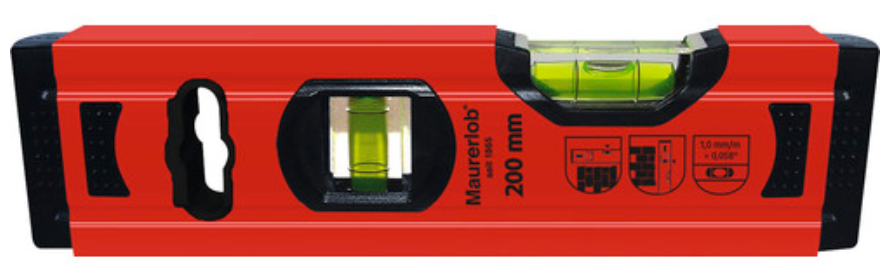 Maurerlob®
seit 1865
200 mm
1,0 mm/m
= 0,058°